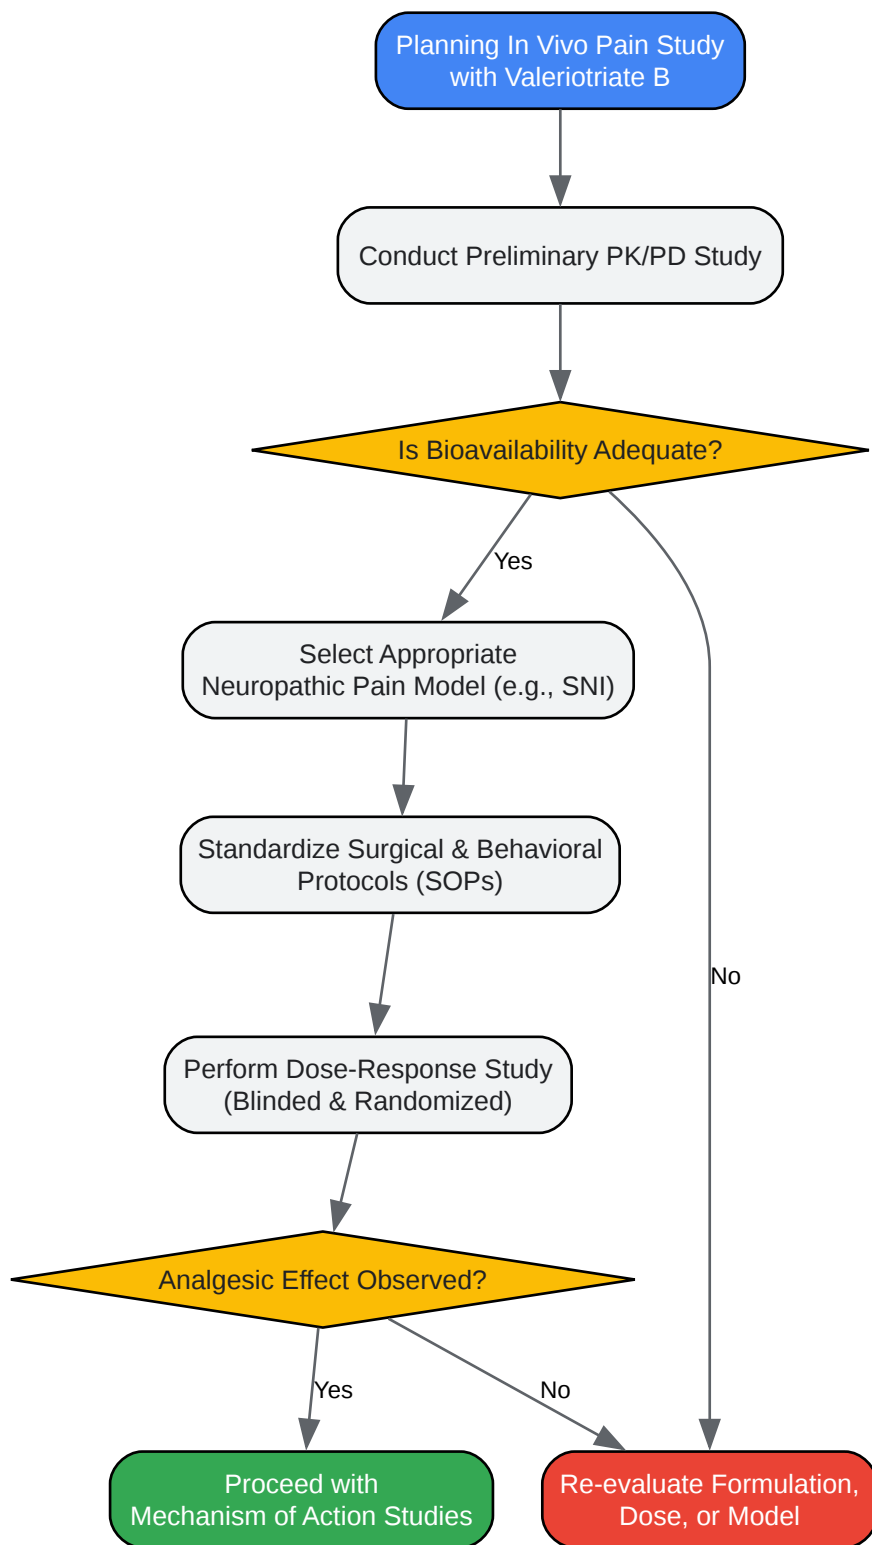 Planning In Vivo Pain Study
with Valeriotriate B
Conduct Preliminary PK/PD Study
Is Bioavailability Adequate?
Yes
Select Appropriate
Neuropathic Pain Model (e.g., SNI)
Standardize Surgical & Behavioral
Protocols (SOPs)
No
Perform Dose-Response Study
(Blinded & Randomized)
Analgesic Effect Observed?
Yes
No
Proceed with
Mechanism of Action Studies
Re-evaluate Formulation,
Dose, or Model